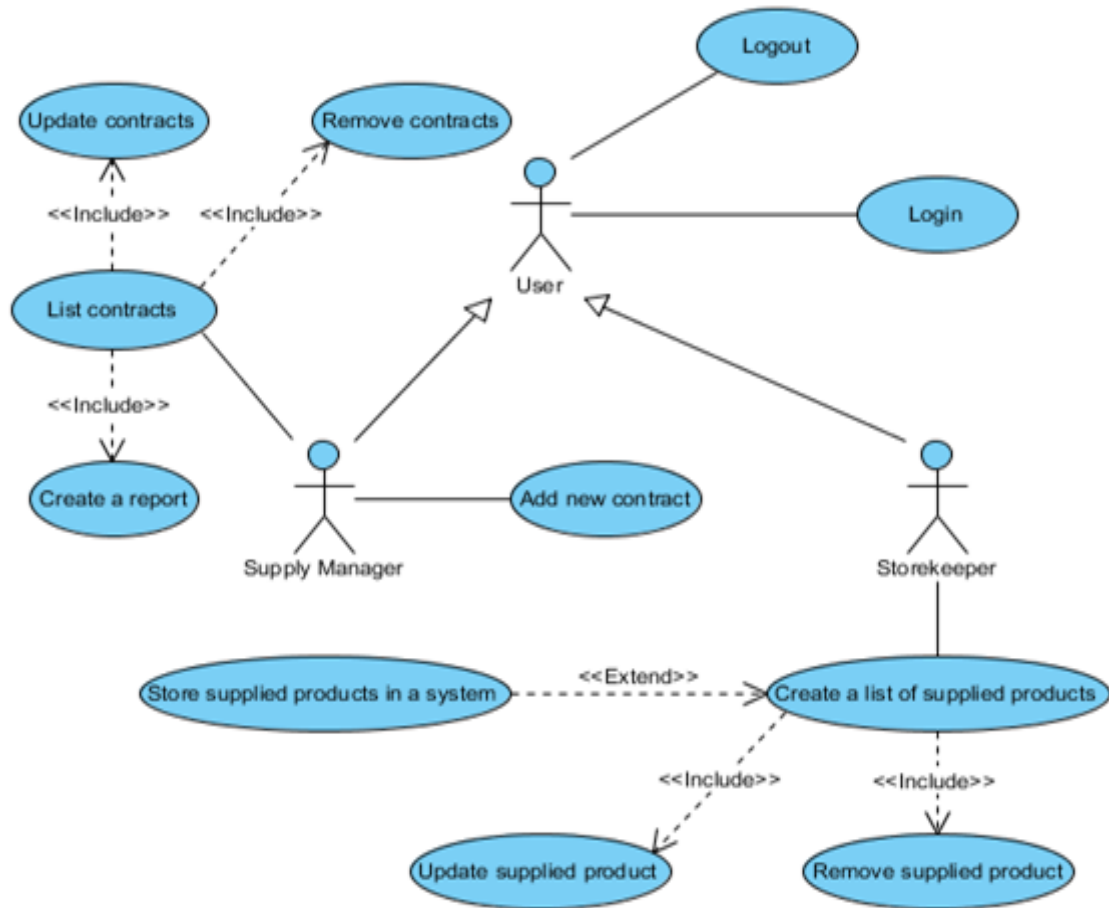 Logout
Update contracts
Remove contracts
<<Include>>
<<Include>>
Login
User
List contracts
<<Include>>
Create a report
Add new contract
Supply Manager
Storekeeper
<<Extend>>
Store supplied products in a system
Create a list of supplied products
<<Include>>
<<Include>>
Update supplied product
Remove supplied product